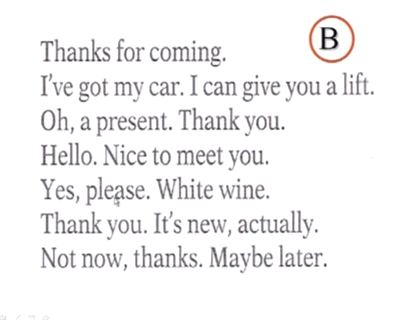 B
Thanks for coming.
I've got my car. I can give you a lift.
Oh, a present. Thank you.
Hello. Nice to meet you.
Yes, please. White wine.
Thank you. It's new, actually.
Not now, thanks. Maybe later.